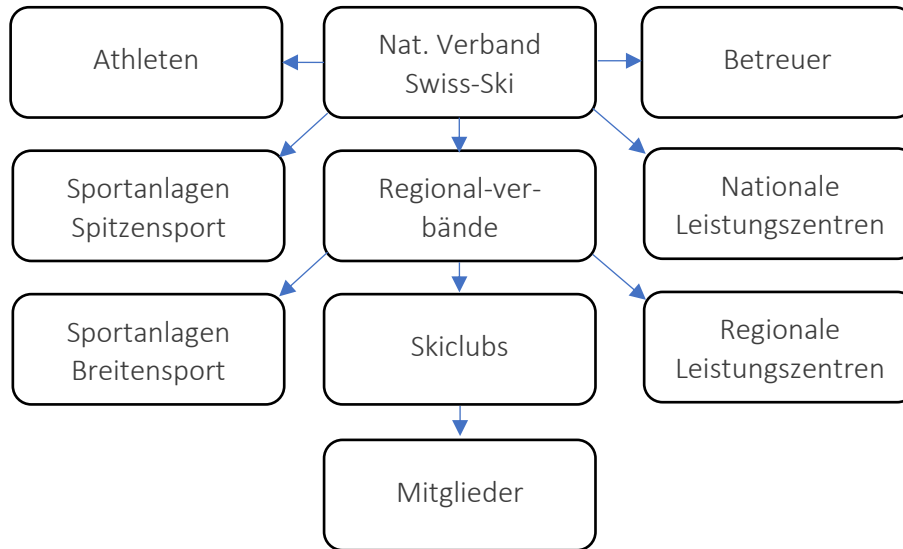 Athleten
Nat. Verband
Swiss-Ski
Betreuer
Sportanlagen
Spitzensport
Regional-ver-
bände
Nationale
Leistungszentren
Sportanlagen
Breitensport
Skiclubs
Regionale
Leistungszentren
Mitglieder